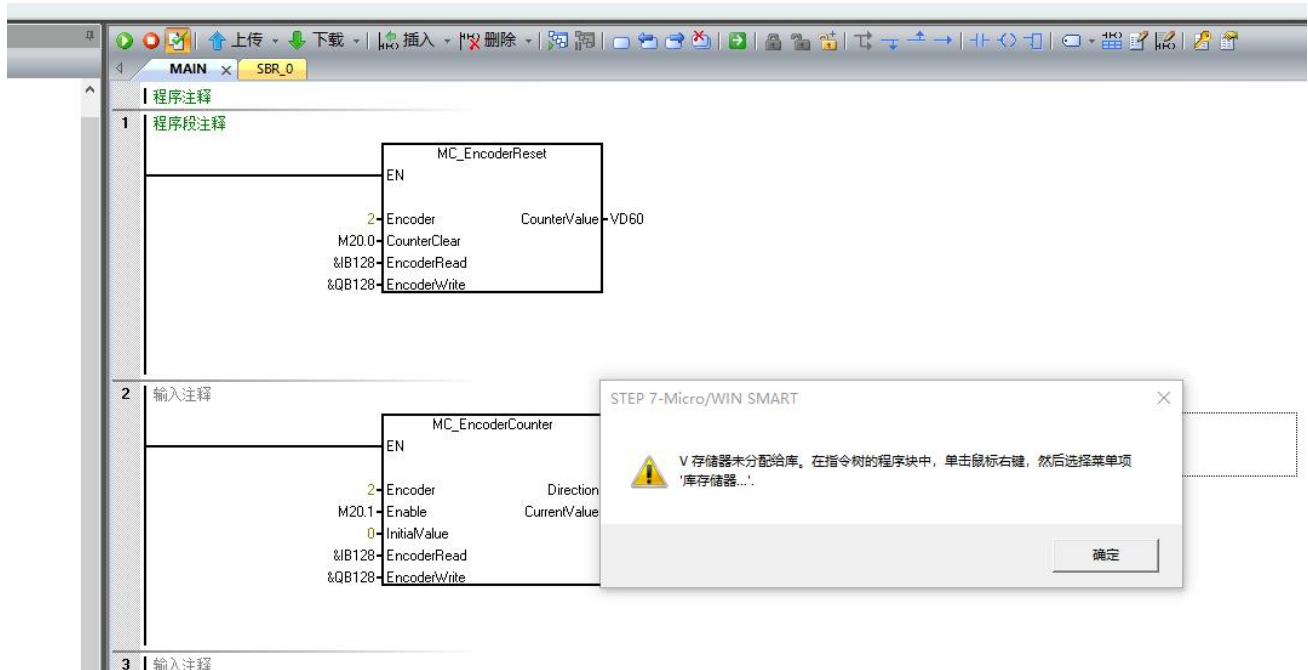 上传 下载 插入 删除
MAIN SBR_0
程序注释
1 程序段注释
MC_EncoderReset
EN
2 Encoder CounterValue VD60
M20.0 CounterClear
&IB128 EncoderRead
&QB128 EncoderWrite
2 输入注释
MC_EncoderCounter
EN
2 Encoder Direction
M20.1 Enable CurrentValue
0 InitialValue
&IB128 EncoderRead
&QB128 EncoderWrite
STEP 7-Micro/WIN SMART
V 存储器未分配给库。在指令树的程序块中，单击鼠标右键，然后选择菜单项
'库存储器...'.
确定
3 输入注释